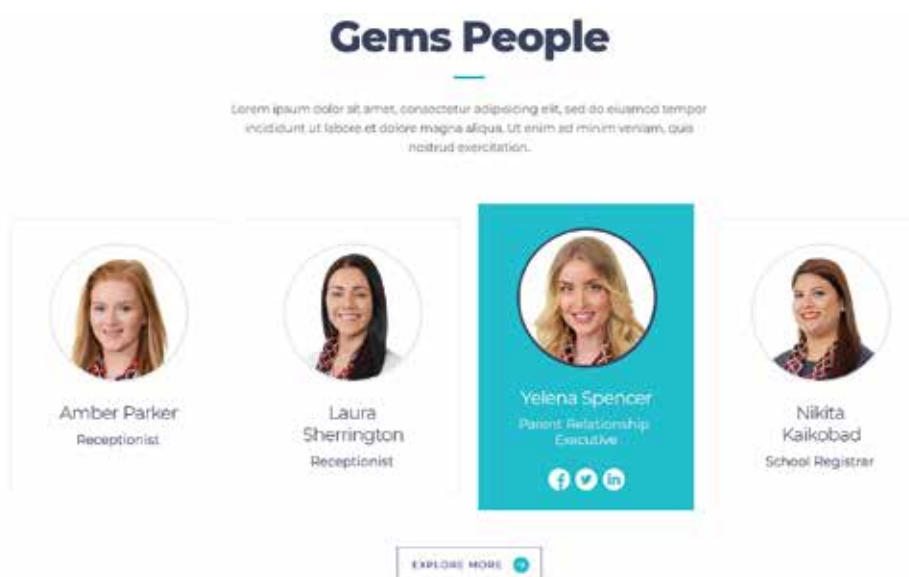 Gems People
Lorem ipsum dolor sit amet, consectetur adipisicing elit, sed do eiusmod tempor
incididunt ut labore et dolore magna aliqua. Ut enim ad minim veniam, quis
nostrud exercitation.
Amber Parker
Receptionist
Laura
Sherrington
Receptionist
Yelena Spencer
Parent Relationship
Executive
Nikita
Kaikobad
School Registrar
EXPLORE MORE